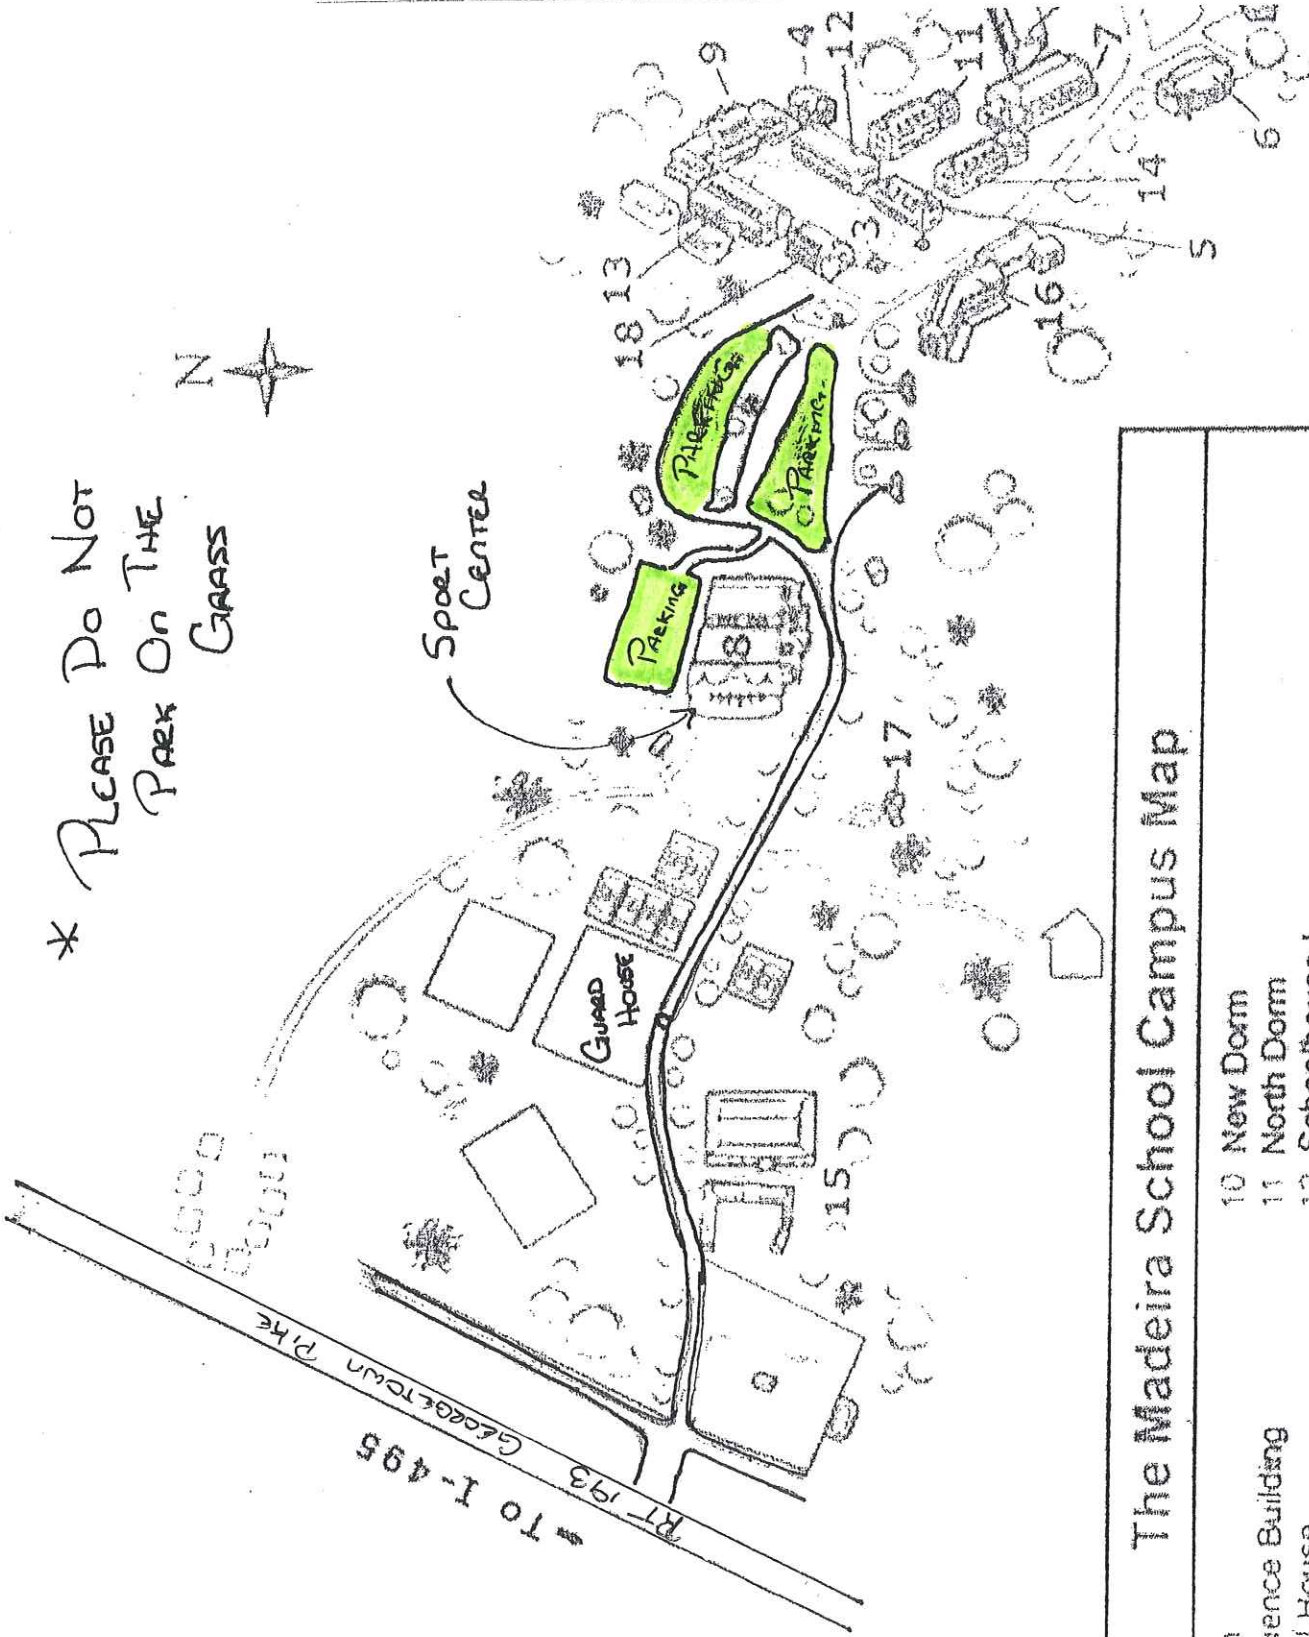 * PLEASE DO NOT
PARK ON THE
GRASS
N
SPORT
CENTER
PARKING
PARKING
PARKING
GUARD
HOUSE
RT 193 GEORGETOWN PIKE
TO I-495
9
4
12
11
7
6
13
18
3
14
5
16
8
17
15
The Madeira School Campus Map
10 New Dorm
11 North Dorm
ence Building
House